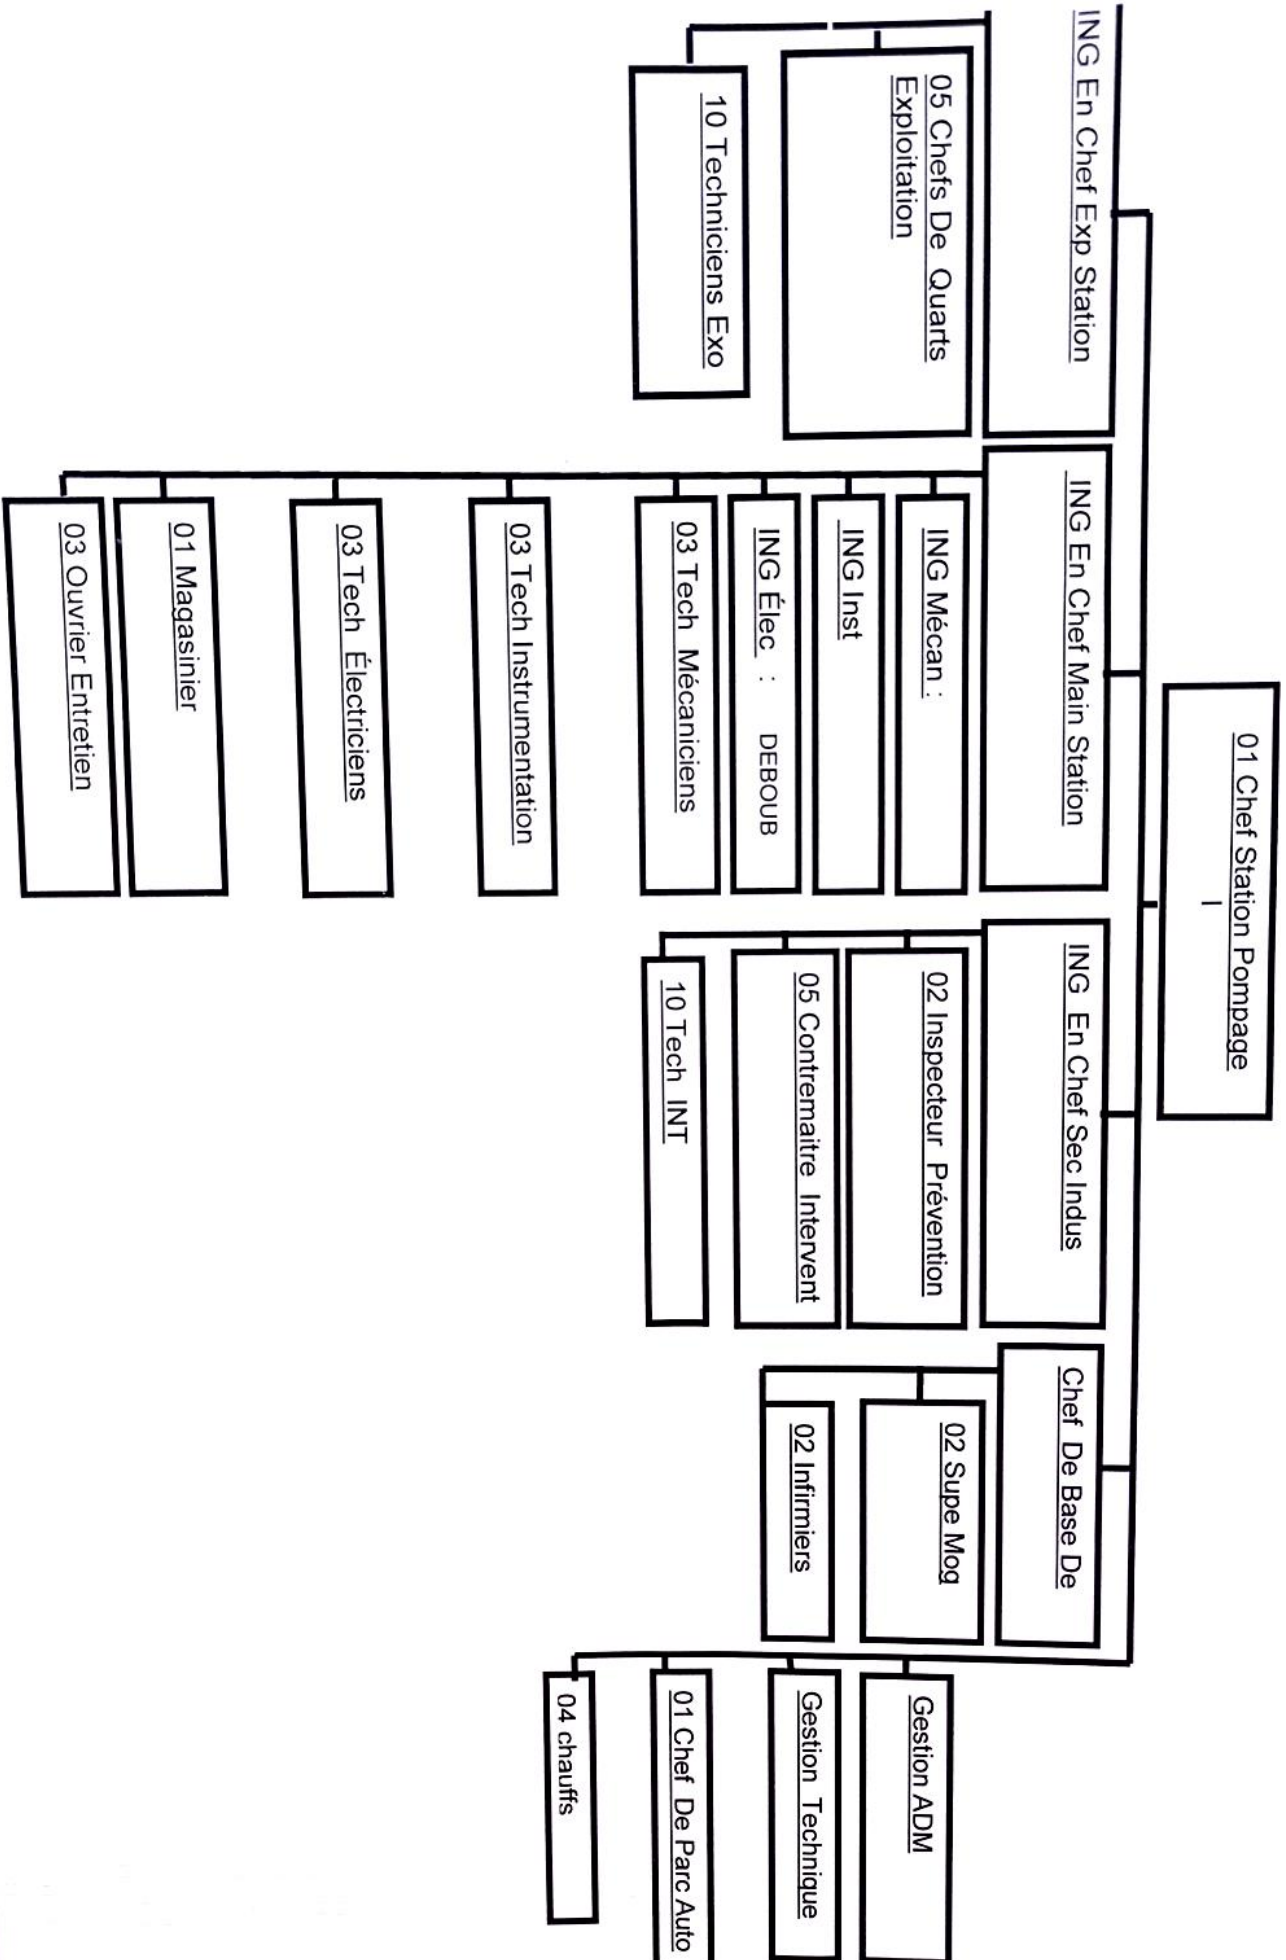 01 Chef Station Pompage
I
ING En Chef Exp Station
05 Chefs De Quarts
Exploitation
10 Techniciens Exo
ING En Chef Main Station
ING Mécan :
ING Inst
ING Élec : DEBOUB
03 Tech Mécaniciens
03 Tech Instrumentation
03 Tech Électriciens
01 Magasinier
03 Ouvrier Entretien
ING En Chef Sec Indus
02 Inspecteur Prévention
05 Contremaitre Intervent
10 Tech INT
Chef De Base De
02 Supe Mog
02 Infirmiers
Gestion ADM
Gestion Technique
01 Chef De Parc Auto
04 chauffs